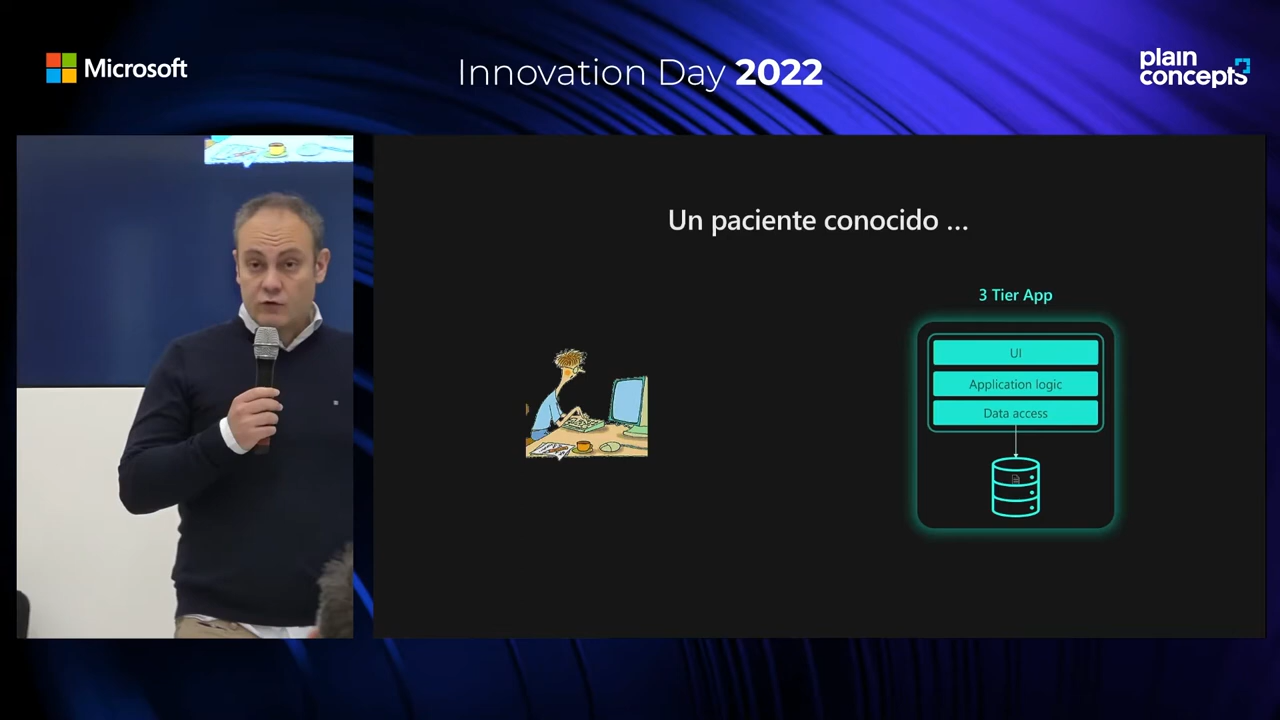 Microsoft
Innovation Day 2022
plain
concepts
Un paciente conocido ...
3 Tier App
UI
Application logic
Data access